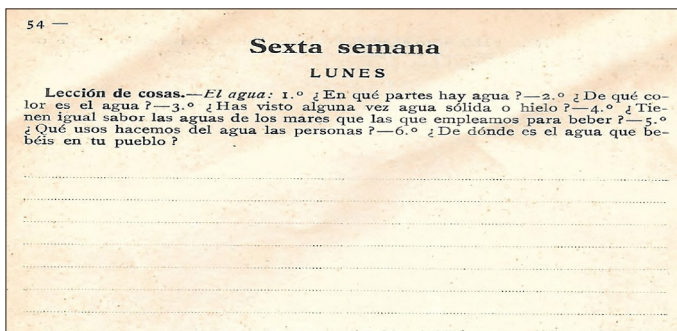 54 —
Sexta semana
LUNES
Lección de cosas.—El agua: 1.º ¿En qué partes hay agua?—2.º ¿De qué co-
lor es el agua?—3.º ¿Has visto alguna vez agua sólida o hielo?—4.º ¿Tie-
nen igual sabor las aguas de los mares que las que empleamos para beber?—5.º
¿Qué usos hacemos del agua las personas?—6.º ¿De dónde es el agua que be-
béis en tu pueblo?